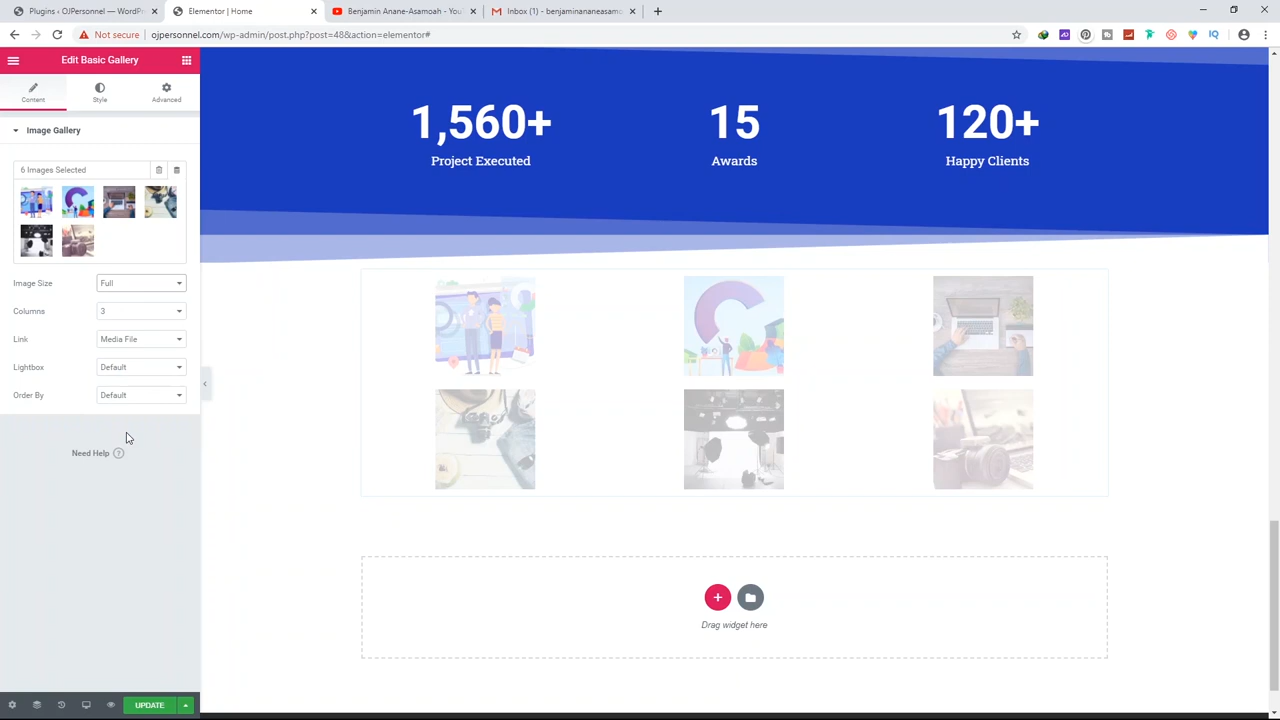 Plugins ‹ OJPersonnel — WordPr
Elementor | Home
Benjamin Anane-Asamoah - You
Inbox (1) - benjaminananeasamo
Not secure
ojpersonnel.com/wp-admin/post.php?post=48&action=elementor#
Edit Basic Gallery
Content
Style
Advanced
Image Gallery
6 Images Selected
Image Size
Full
Columns
3
Link
Media File
Lightbox
Default
Order By
Default
Need Help
?
UPDATE
1,560+
15
120+
Project Executed
Awards
Happy Clients
Drag widget here